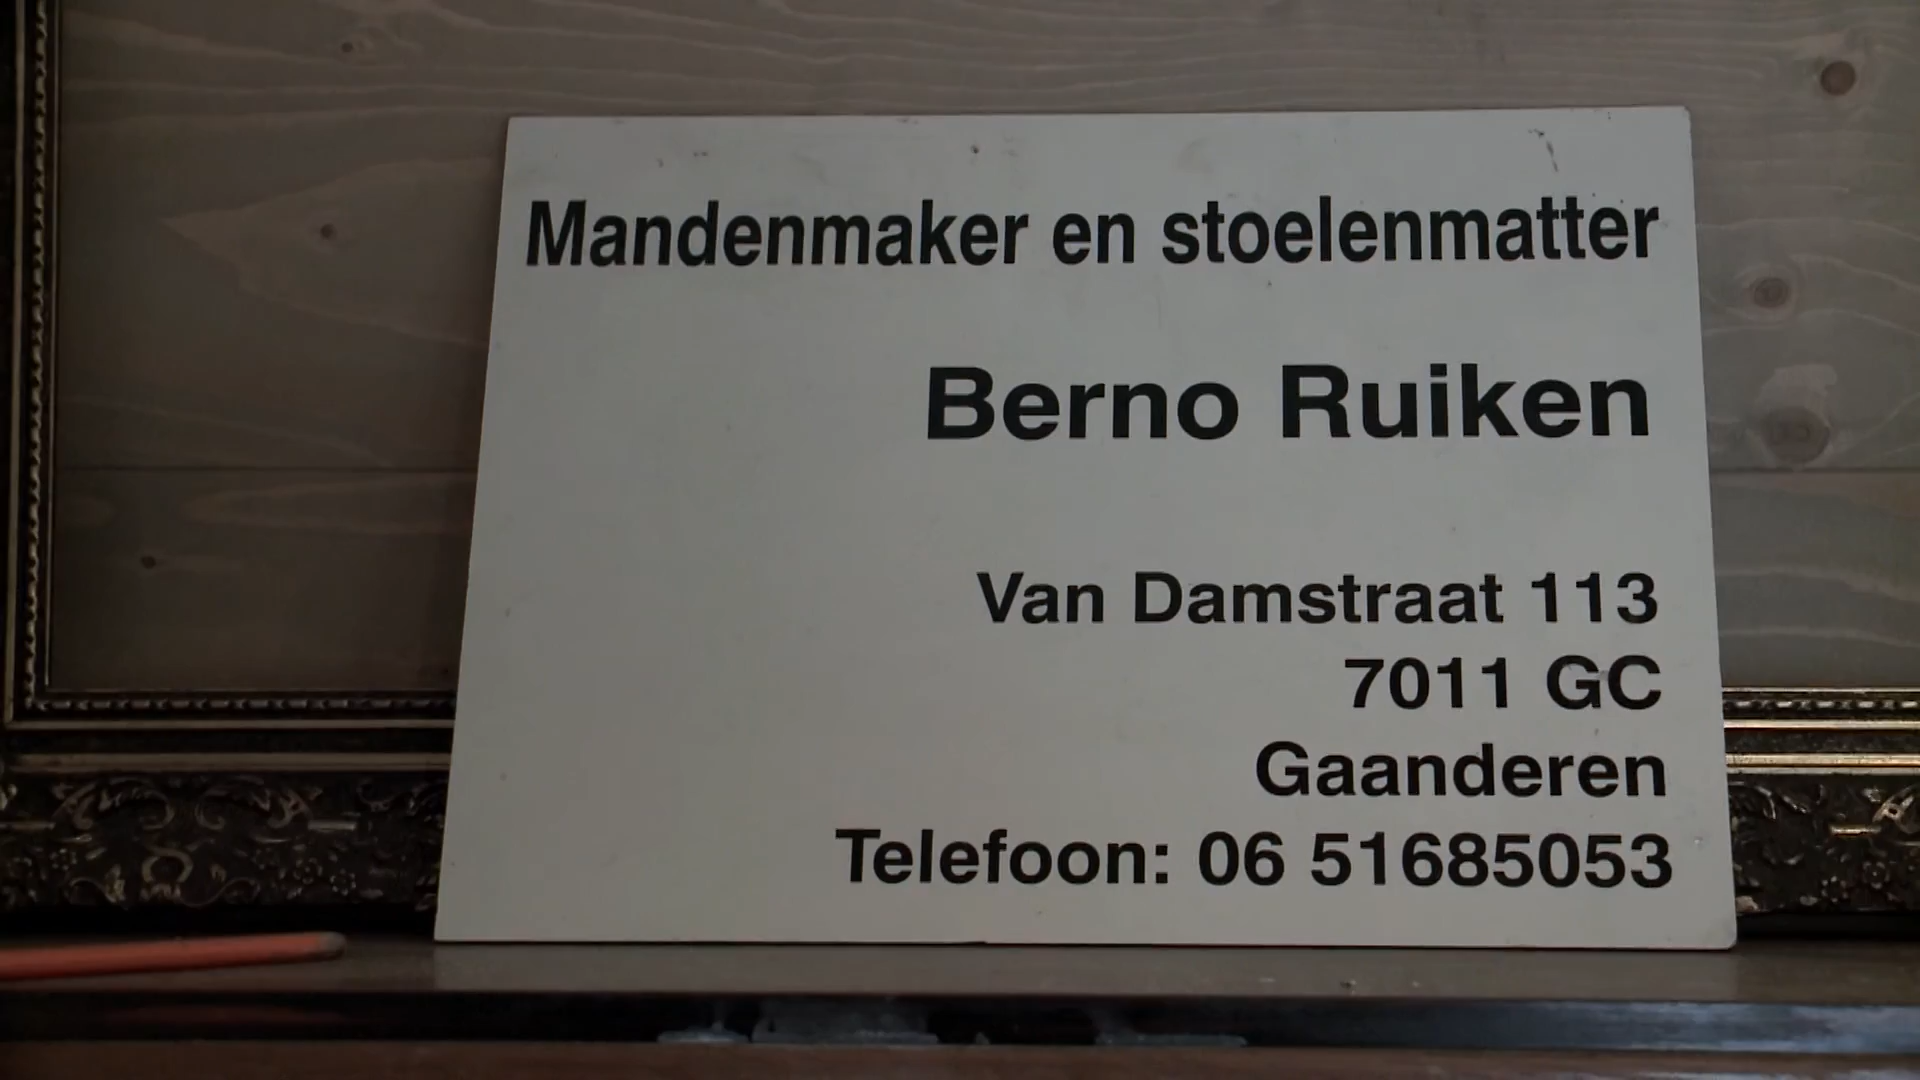 Mandenmaker en stoelenmatter
Berno Ruiken
Van Damstraat 113
7011 GC
Gaanderen
Telefoon: 06 51685053